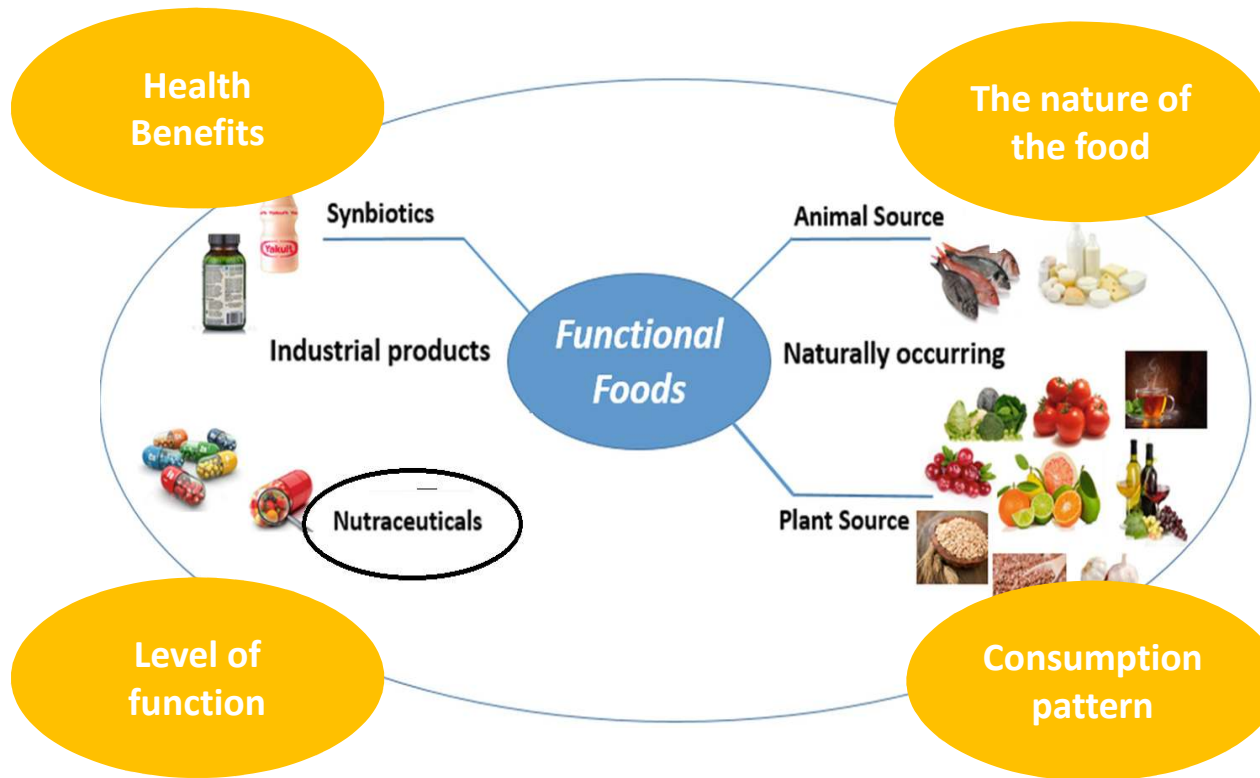 Health
Benefits
The nature of
the food
Synbiotics
Animal Source
Yakult
Functional
Foods
Industrial products
Naturally occurring
Nutraceuticals
Plant Source
Level of
function
Consumption
pattern